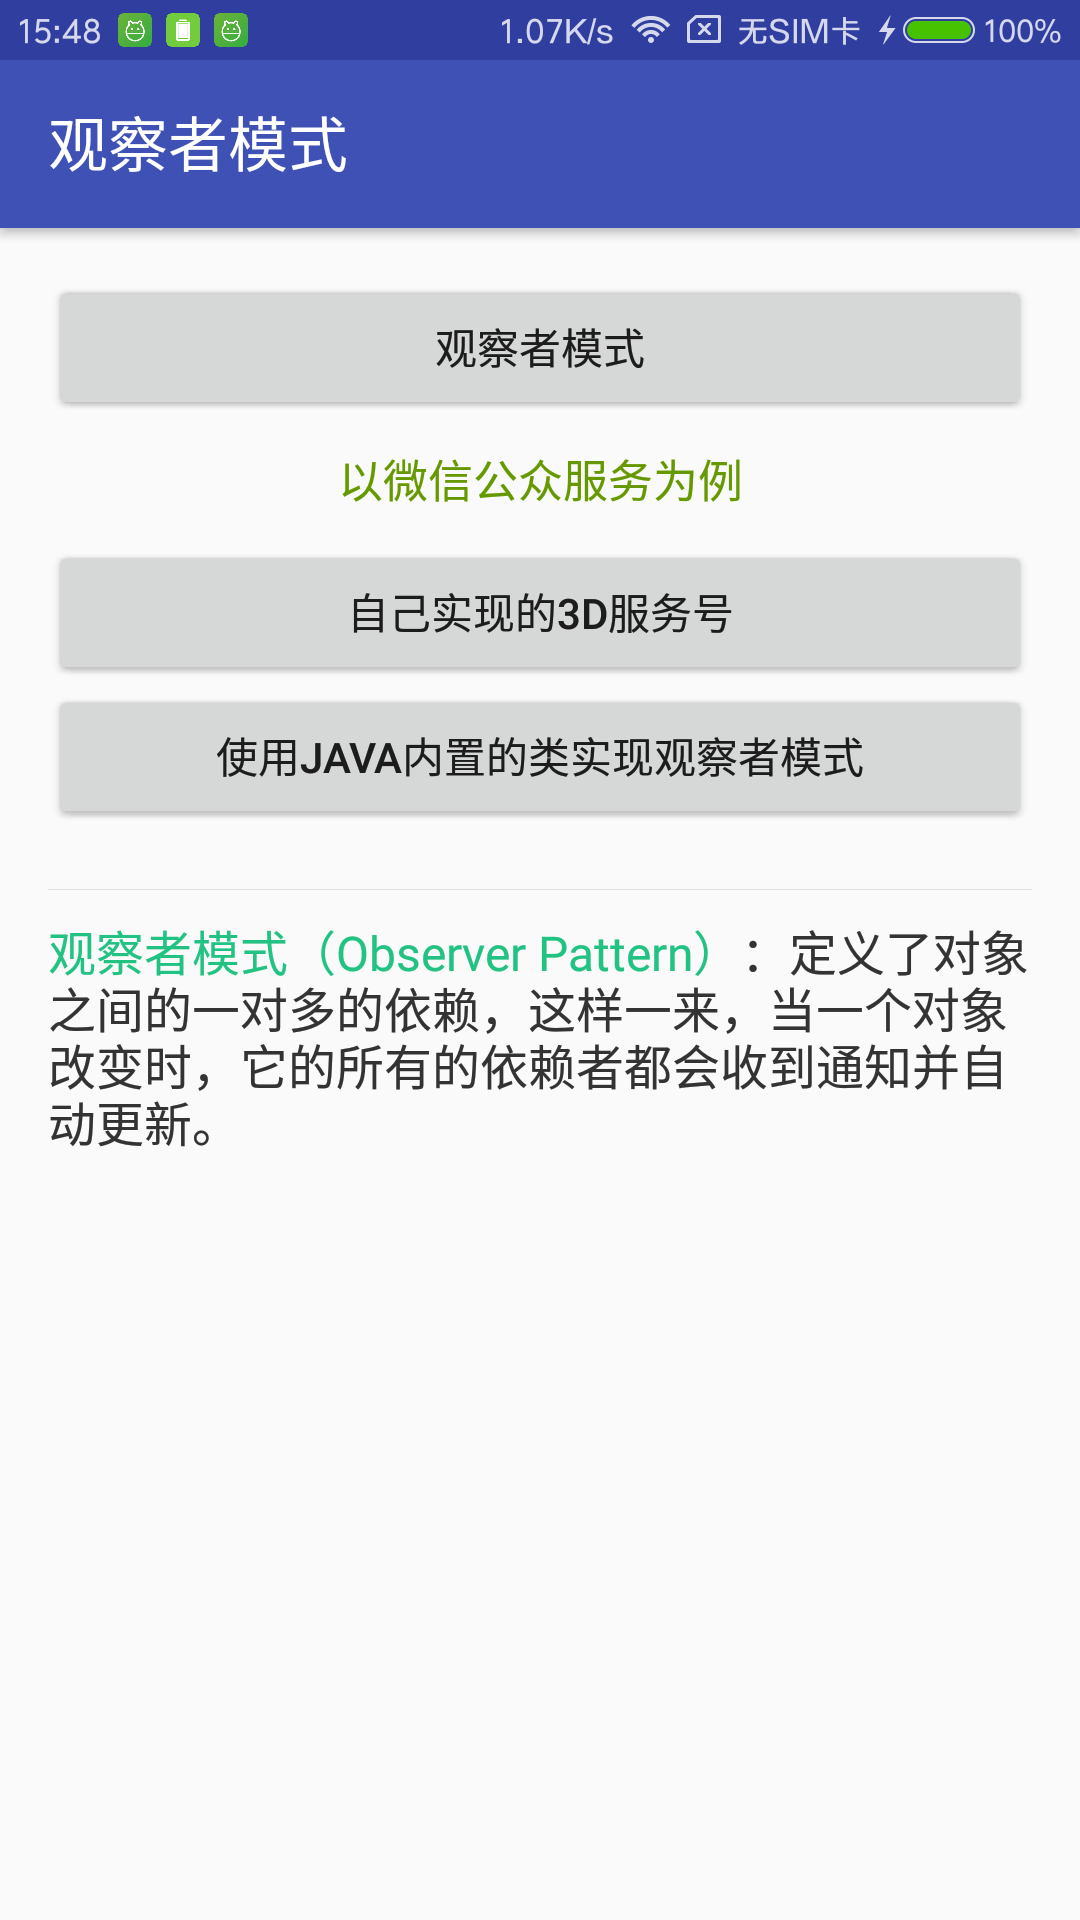 15:48 1.07K/s 无SIM卡 100%
观察者模式
观察者模式
以微信公众服务为例
自己实现的3D服务号
使用JAVA内置的类实现观察者模式
观察者模式（Observer Pattern）：定义了对象
之间的一对多的依赖，这样一来，当一个对象
改变时，它的所有的依赖者都会收到通知并自
动更新。